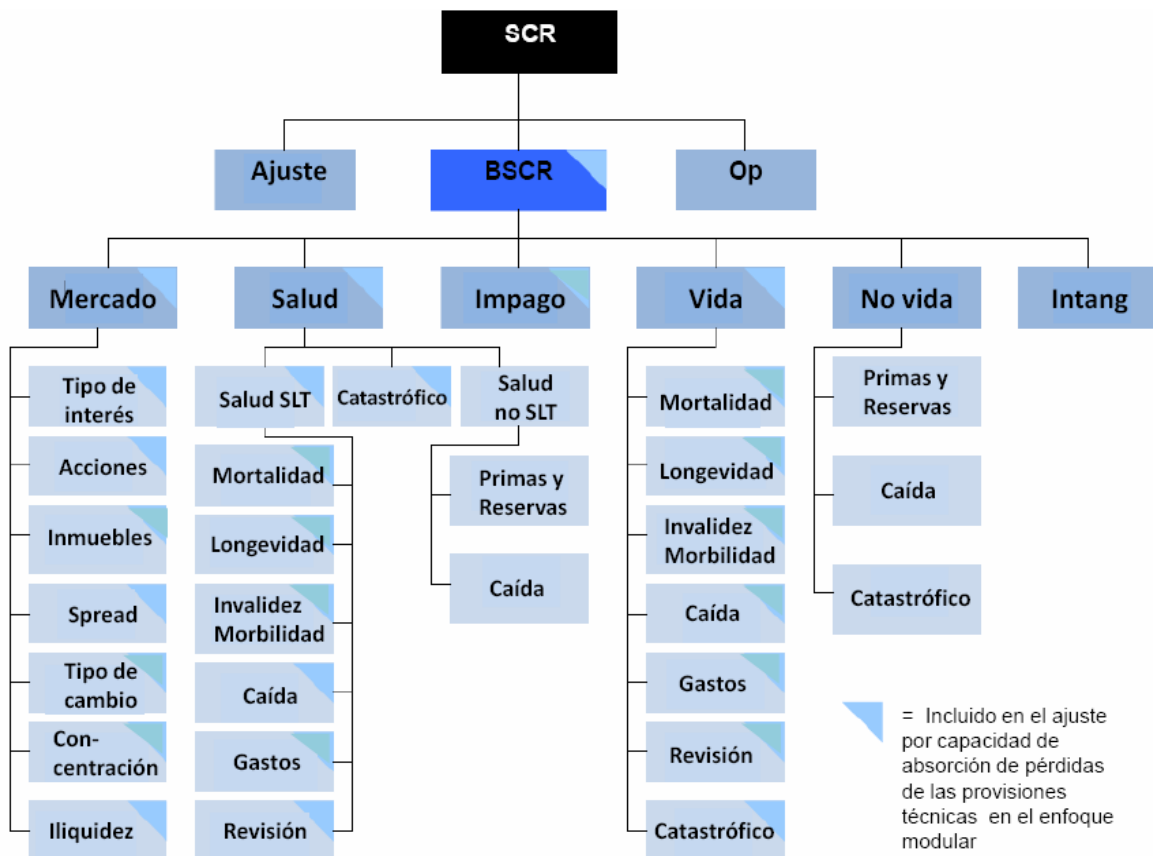 SCR
Ajuste
BSCR
Op
Mercado
Salud
Impago
Vida
No vida
Intang
Tipo de
interés
Acciones
Inmuebles
Spread
Tipo de
cambio
Con-
centración
Iliquidez
Salud SLT
Catastrófico
Salud
no SLT
Mortalidad
Longevidad
Invalidez
Morbilidad
Caída
Gastos
Revisión
Primas y
Reservas
Caída
Mortalidad
Longevidad
Invalidez
Morbilidad
Caída
Gastos
Revisión
Catastrófico
Primas y
Reservas
Caída
Catastrófico
= Incluido en el ajuste
por capacidad de
absorción de pérdidas
de las provisiones
técnicas en el enfoque
modular